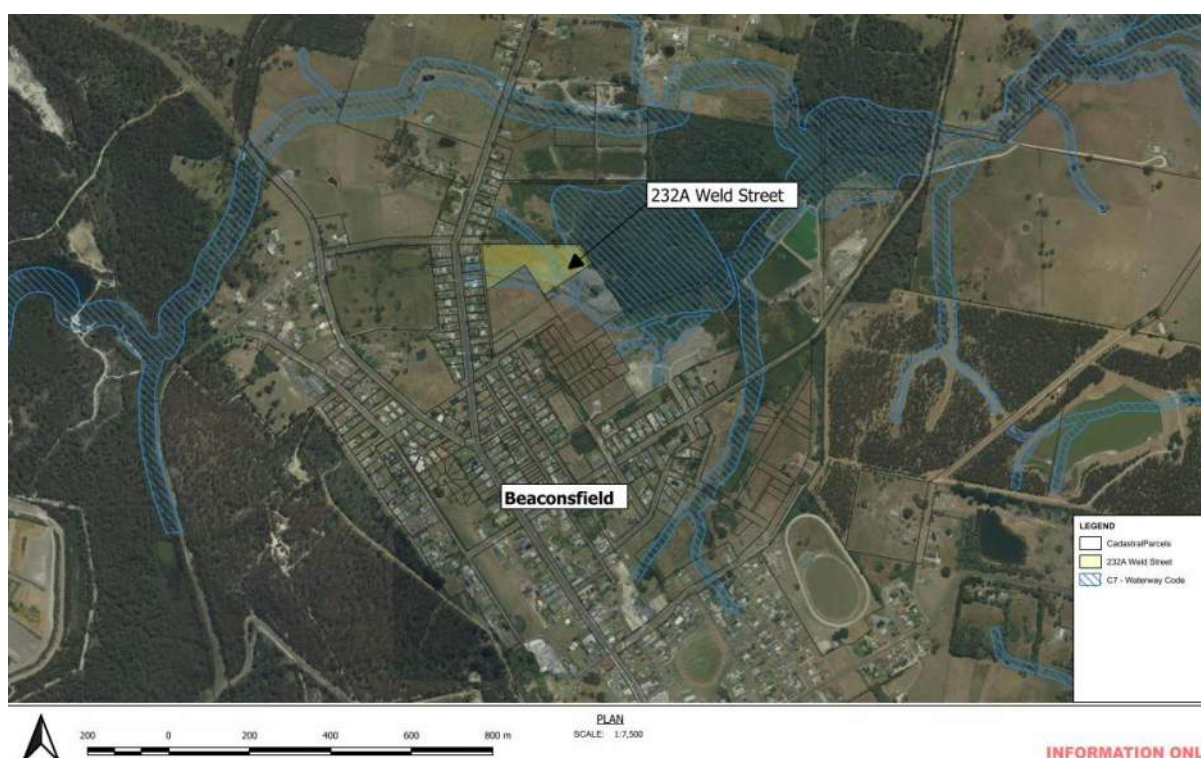 232A Weld Street
Beaconsfield
LEGEND
CadastralParcels
232A Weld Street
C7 - Waterway Code
200 0 200 400 600 800 m
PLAN
SCALE: 1:7,500
INFORMATION ONL